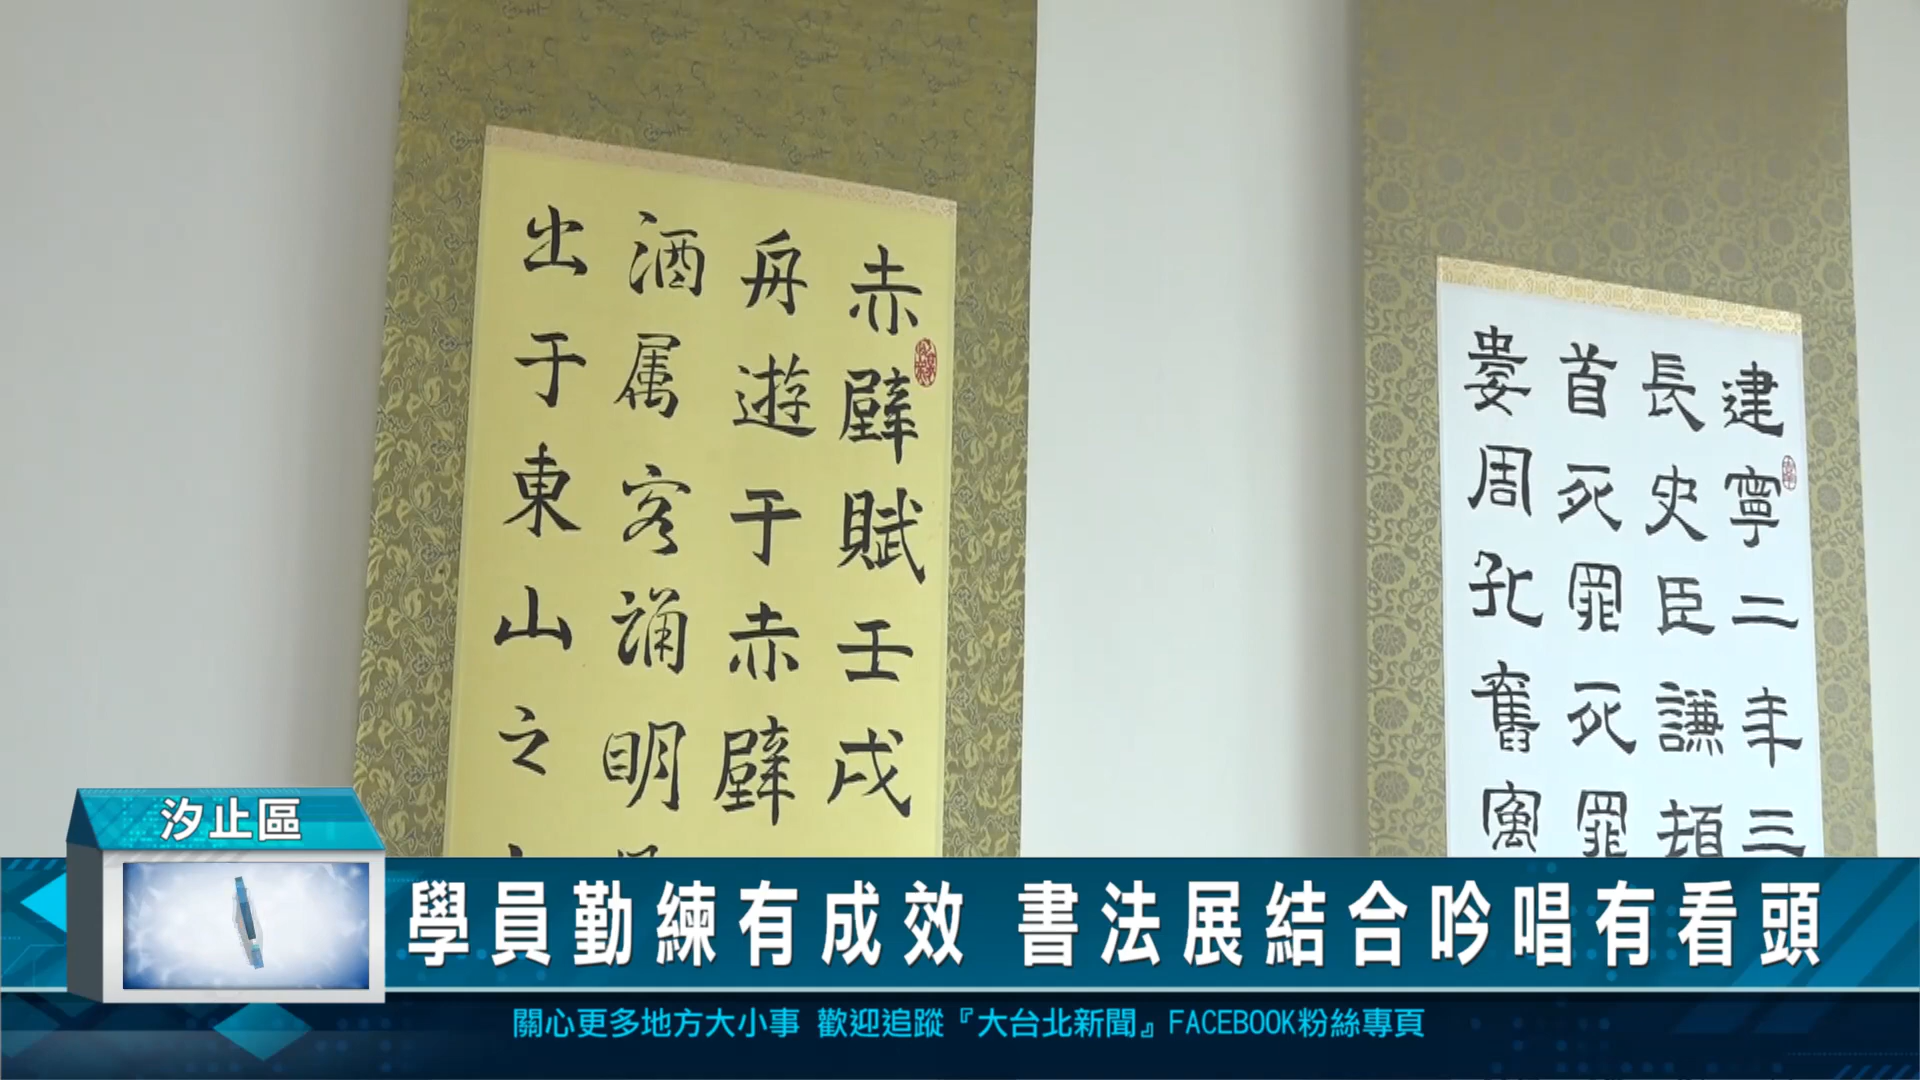 赤壁賦壬戌
舟遊于赤壁
酒属客誦明
出于東山之
建寧二年三
長史臣謙頓
首死罪死罪
婁周孔舊寓
汐止區
學員勤練有成效 書法展結合吟唱有看頭
關心更多地方大小事 歡迎追蹤『大台北新聞』FACEBOOK粉絲專頁